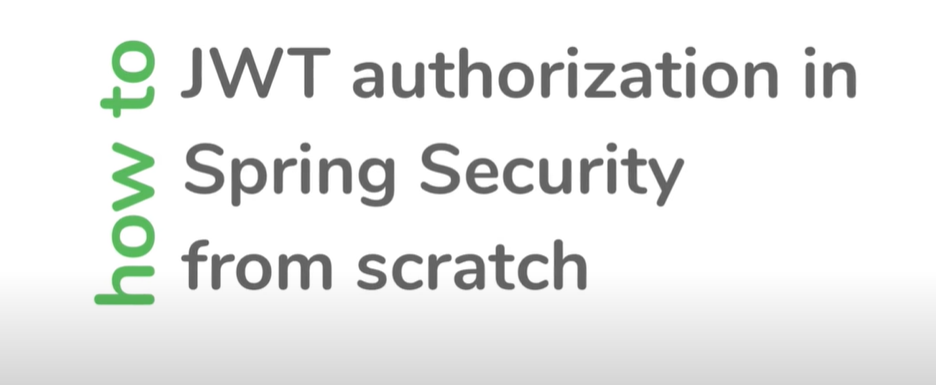 how to
JWT authorization in
Spring Security
from scratch